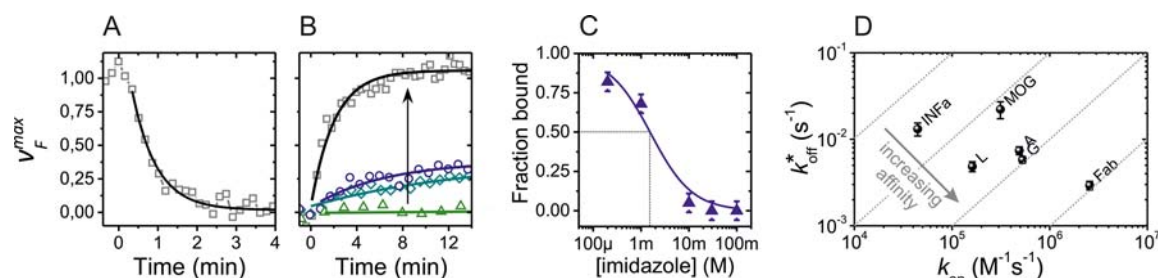 A
B
C
D
v_F^max
1,00
0,75
0,50
0,25
0,00
0 1 2 3 4
Time (min)
0 4 8 12
Time (min)
Fraction bound
1.00
0.75
0.50
0.25
0.00
100µ 1m 10m 100m
[imidazole] (M)
k*off (s⁻¹)
10⁻¹
10⁻²
10⁻³
INFa
MOG
L
A
G
Fab
increasing
affinity
10⁴ 10⁵ 10⁶ 10⁷
(M⁻¹s⁻¹)